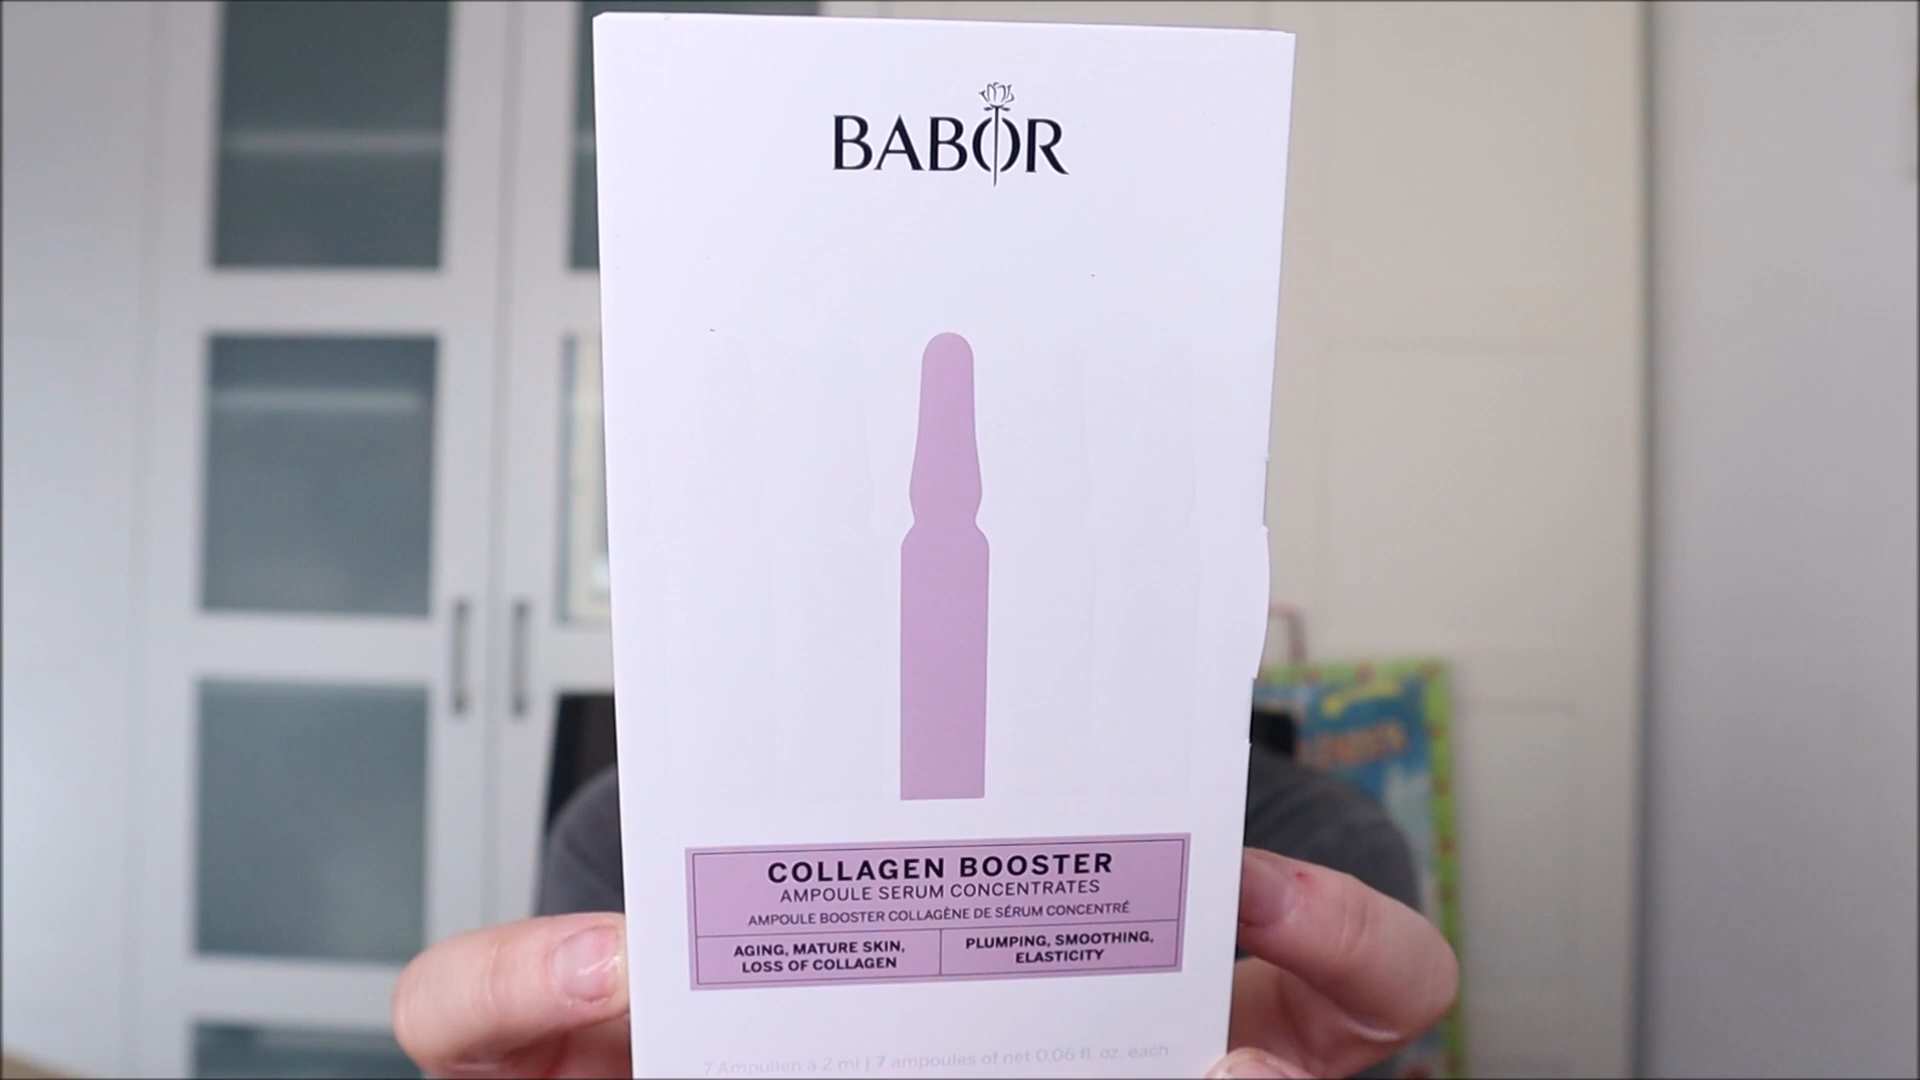 BABOR
COLLAGEN BOOSTER
AMPOULE SERUM CONCENTRATES
AMPOULE BOOSTER COLLAGÈNE DE SÉRUM CONCENTRÉ
AGING, MATURE SKIN,
LOSS OF COLLAGEN
PLUMPING, SMOOTHING,
ELASTICITY
7 Ampullen à 2 ml | 7 ampoules of net 0.06 fl. oz. each